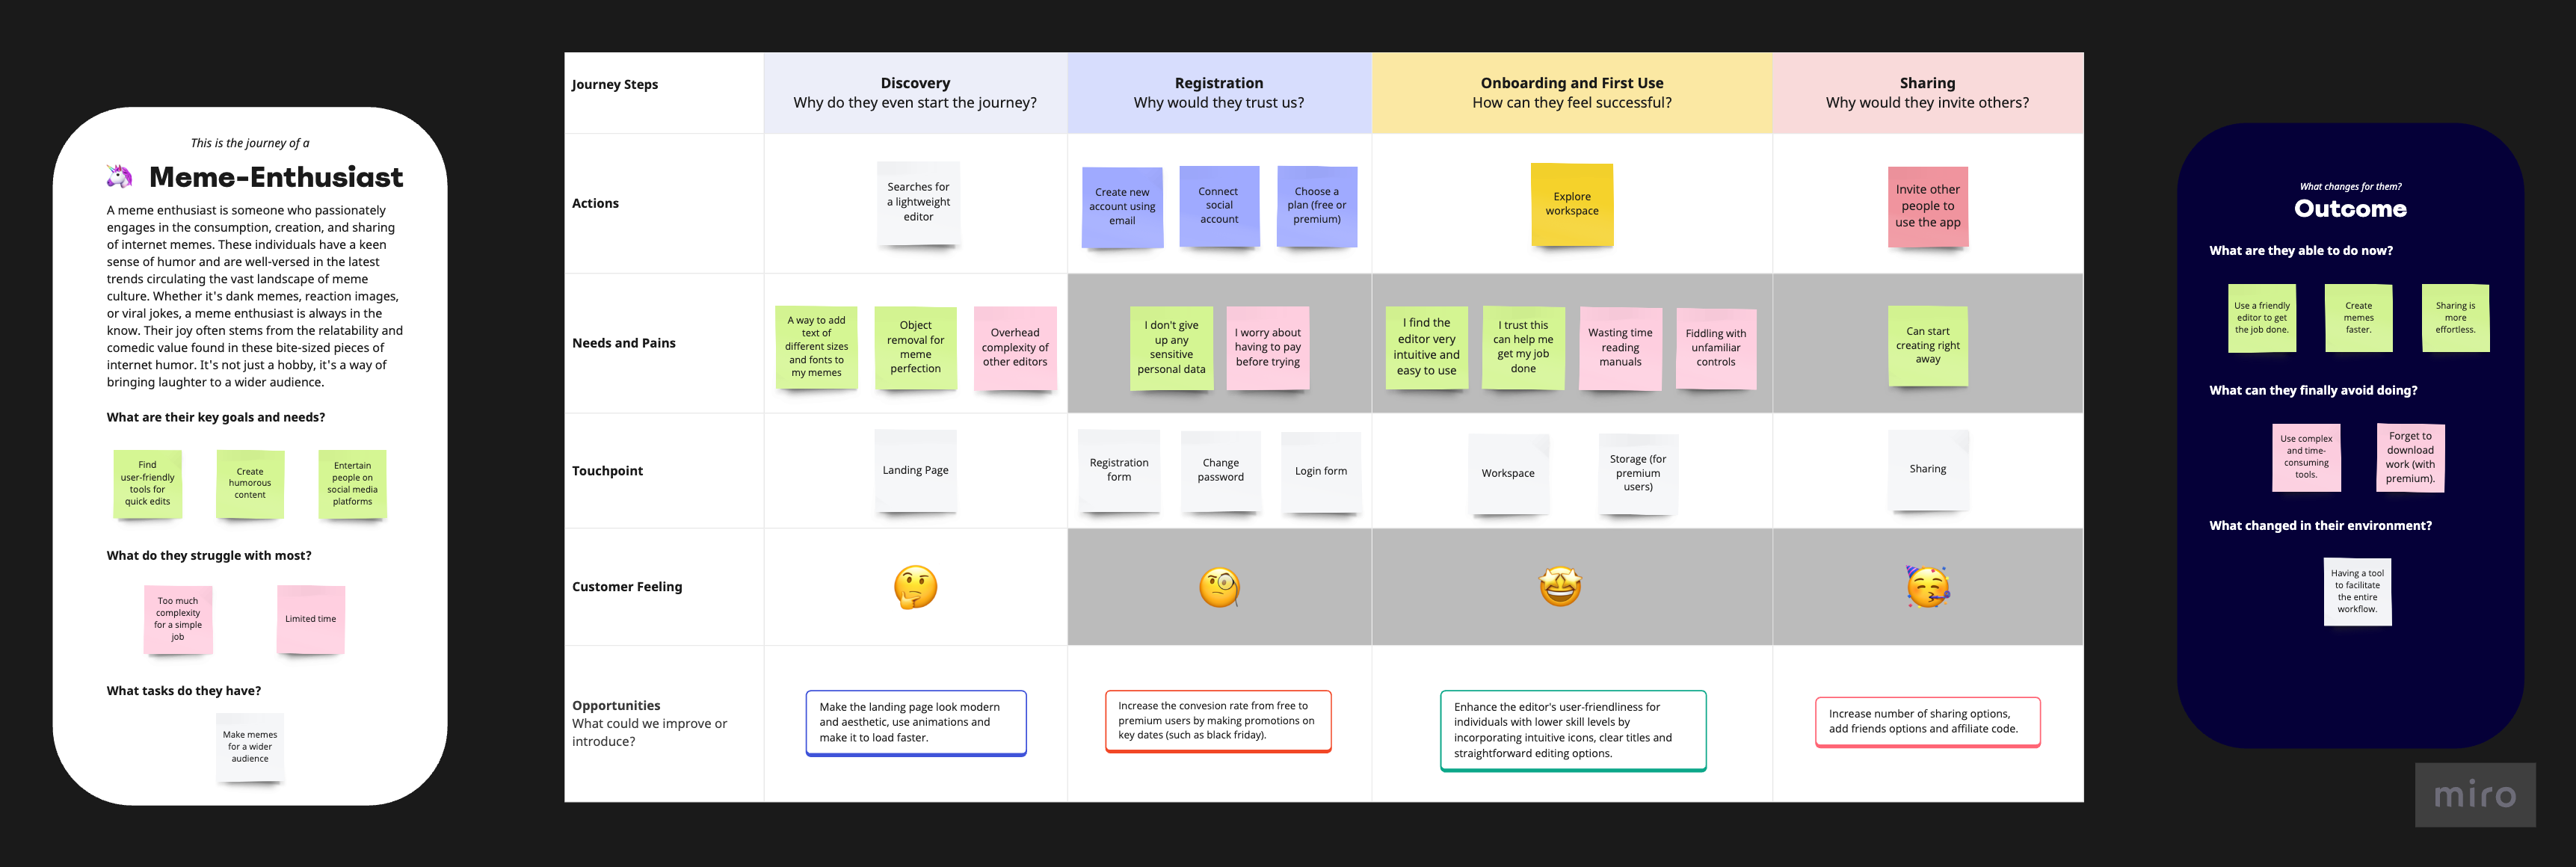 This is the journey of a
Meme-Enthusiast
A meme enthusiast is someone who passionately
engages in the consumption, creation, and sharing
of internet memes. These individuals have a keen
sense of humor and are well-versed in the latest
trends circulating the vast landscape of meme
culture. Whether it's dank memes, reaction images,
or viral jokes, a meme enthusiast is always in the
know. Their joy often stems from the relatability and
comedic value found in these bite-sized pieces of
internet humor. It's not just a hobby, it's a way of
bringing laughter to a wider audience.
What are their key goals and needs?
Find
user-friendly
tools for
quick edits
Create
humorous
content
Entertain
people on
social media
platforms
What do they struggle with most?
Too much
complexity
for a simple
job
Limited time
What tasks do they have?
Make memes
for a wider
audience
Journey Steps
Discovery
Why do they even start the journey?
Registration
Why would they trust us?
Onboarding and First Use
How can they feel successful?
Sharing
Why would they invite others?
Actions
Searches for
a lightweight
editor
Create new
account using
email
Connect
social
account
Choose a
plan (free or
premium)
Explore
workspace
Invite other
people to
use the app
Needs and Pains
A way to add
text of
different sizes
and fonts to
my memes
Object
removal for
meme
perfection
Overhead
complexity of
other editors
I don't give
up any
sensitive
personal data
I worry about
having to pay
before trying
I find the
editor very
intuitive and
easy to use
I trust this
can help me
get my job
done
Wasting time
reading
manuals
Fiddling with
unfamiliar
controls
Can start
creating right
away
Touchpoint
Landing Page
Registration
form
Change
password
Login form
Workspace
Storage (for
premium
users)
Sharing
Customer Feeling
Opportunities
What could we improve or
introduce?
Make the landing page look modern
and aesthetic, use animations and
make it to load faster.
Increase the convesion rate from free to
premium users by making promotions on
key dates (such as black friday).
Enhance the editor's user-friendliness for
individuals with lower skill levels by
incorporating intuitive icons, clear titles and
straightforward editing options.
Increase number of sharing options,
add friends options and affiliate code.
What changes for them?
Outcome
What are they able to do now?
Use a friendly
editor to get
the job done.
Create
memes
faster.
Sharing is
more
effortless.
What can they finally avoid doing?
Use complex
and time-
consuming
tools.
Forget to
download
work (with
premium).
What changed in their environment?
Having a tool
to facilitate
the entire
workflow.
miro